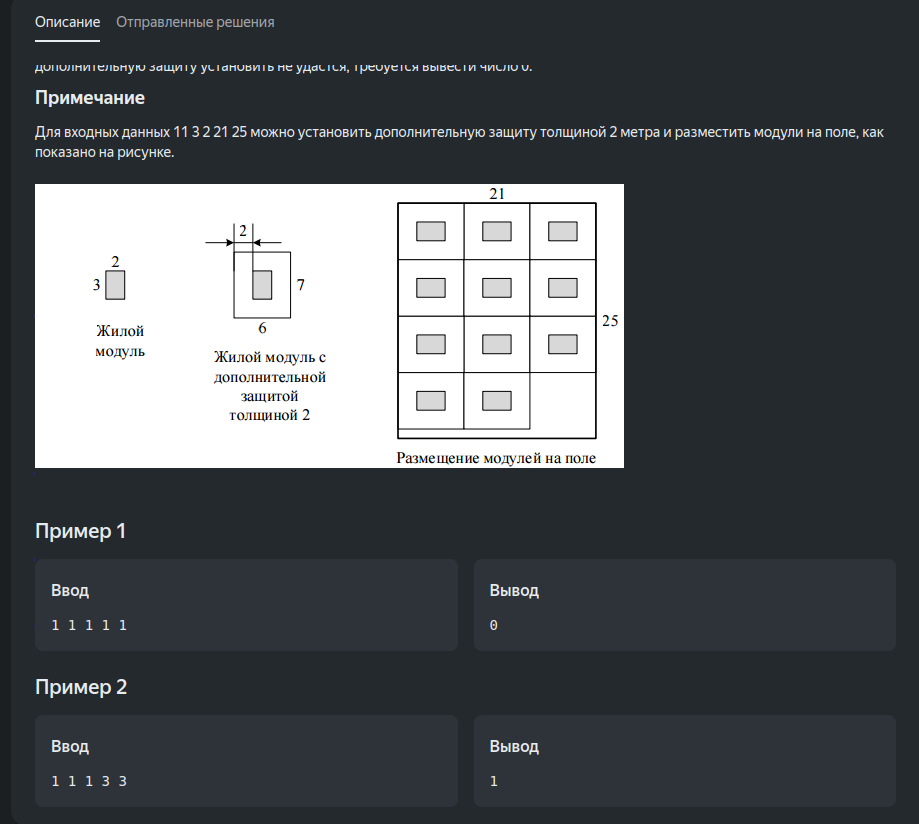 Описание Отправленные решения
дополнительную защиту установить не удастся, требуется вывести число 0.
Примечание
Для входных данных 11 3 2 21 25 можно установить дополнительную защиту толщиной 2 метра и разместить модули на поле, как
показано на рисунке.
21
2
2
3
7
25
6
Жилой
модуль
Жилой модуль с
дополнительной
защитой
толщиной 2
Размещение модулей на поле
Пример 1
Ввод Вывод
1 1 1 1 1 0
Пример 2
Ввод Вывод
1 1 1 3 3 1